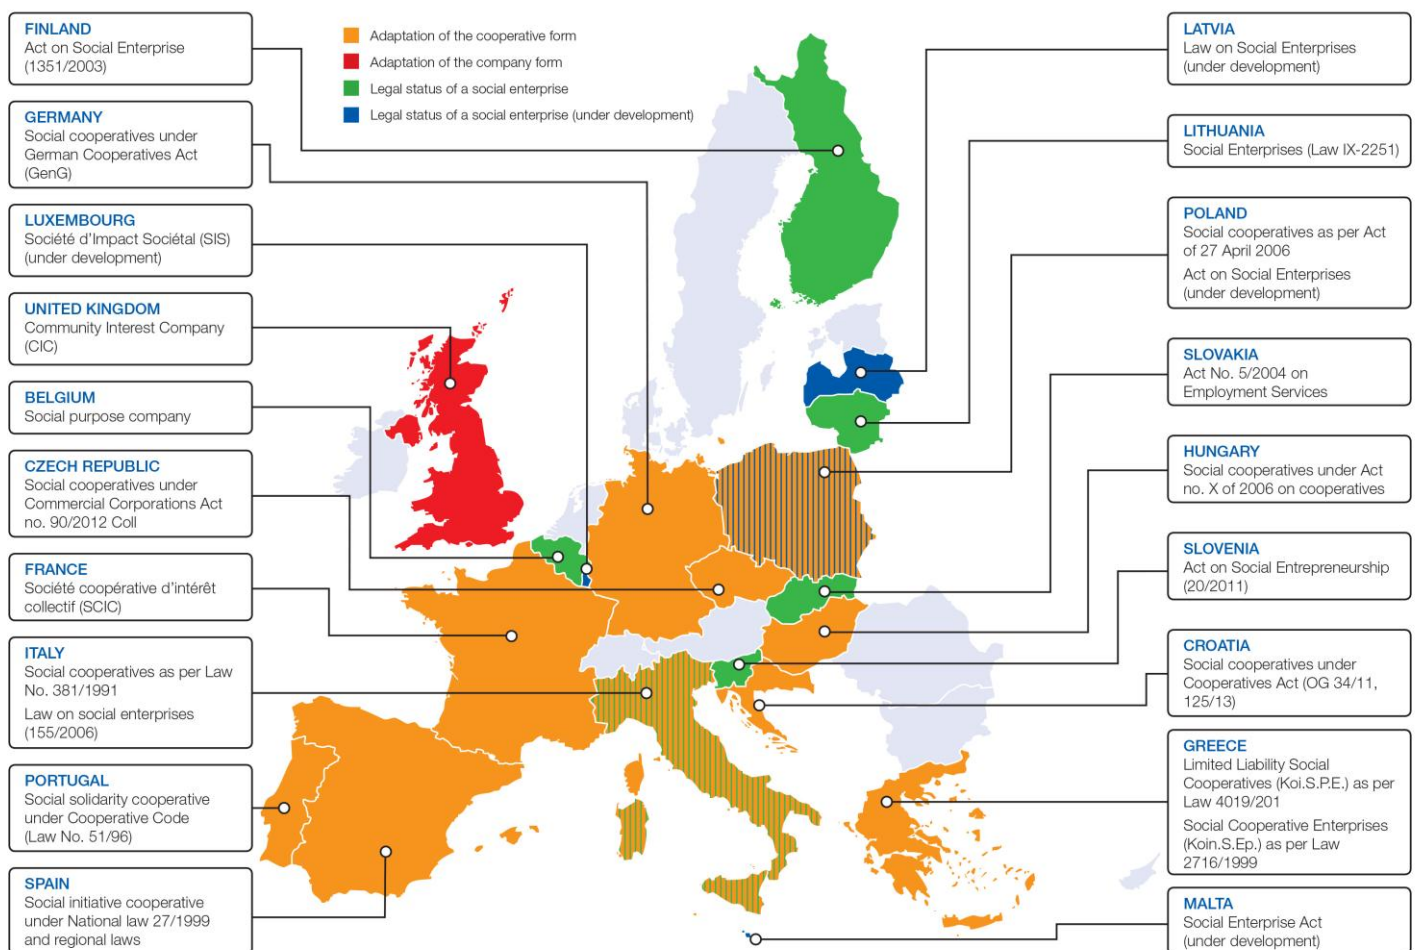 FINLAND
Act on Social Enterprise
(1351/2003)
GERMANY
Social cooperatives under
German Cooperatives Act
(GenG)
LUXEMBOURG
Société d'Impact Sociétal (SIS)
(under development)
UNITED KINGDOM
Community Interest Company
(CIC)
BELGIUM
Social purpose company
CZECH REPUBLIC
Social cooperatives under
Commercial Corporations Act
no. 90/2012 Coll
FRANCE
Société coopérative d'intérêt
collectif (SCIC)
ITALY
Social cooperatives as per Law
No. 381/1991
Law on social enterprises
(155/2006)
PORTUGAL
Social solidarity cooperative
under Cooperative Code
(Law No. 51/96)
SPAIN
Social initiative cooperative
under National law 27/1999
and regional laws
Adaptation of the cooperative form
Adaptation of the company form
Legal status of a social enterprise
Legal status of a social enterprise (under development)
LATVIA
Law on Social Enterprises
(under development)
LITHUANIA
Social Enterprises (Law IX-2251)
POLAND
Social cooperatives as per Act
of 27 April 2006
Act on Social Enterprises
(under development)
SLOVAKIA
Act No. 5/2004 on
Employment Services
HUNGARY
Social cooperatives under Act
no. X of 2006 on cooperatives
SLOVENIA
Act on Social Entrepreneurship
(20/2011)
CROATIA
Social cooperatives under
Cooperatives Act (OG 34/11,
125/13)
GREECE
Limited Liability Social
Cooperatives (Koi.S.P.E.) as per
Law 4019/201
Social Cooperative Enterprises
(Koin.S.Ep.) as per Law
2716/1999
MALTA
Social Enterprise Act
(under development)